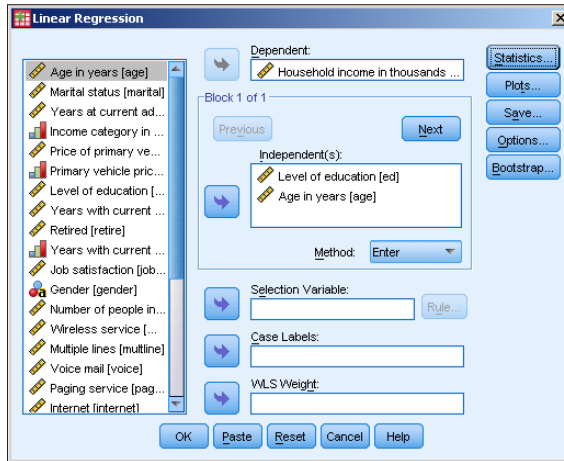 Linear Regression
Age in years [age]
Marital status [marital]
Years at current ad...
Income category in ...
Price of primary ve...
Primary vehicle pric...
Level of education [...
Years with current ...
Retired [retire]
Years with current ...
Job satisfaction [job...
Gender [gender]
Number of people in...
Wireless service [...
Multiple lines [multline]
Voice mail [voice]
Paging service [pag...
Internet [internet]
Dependent:
Household income in thousands ...
Block 1 of 1
Previous
Next
Independent(s):
Level of education [ed]
Age in years [age]
Method:
Enter
Selection Variable:
Rule...
Case Labels:
WLS Weight:
Statistics...
Plots...
Save...
Options...
Bootstrap...
OK
Paste
Reset
Cancel
Help